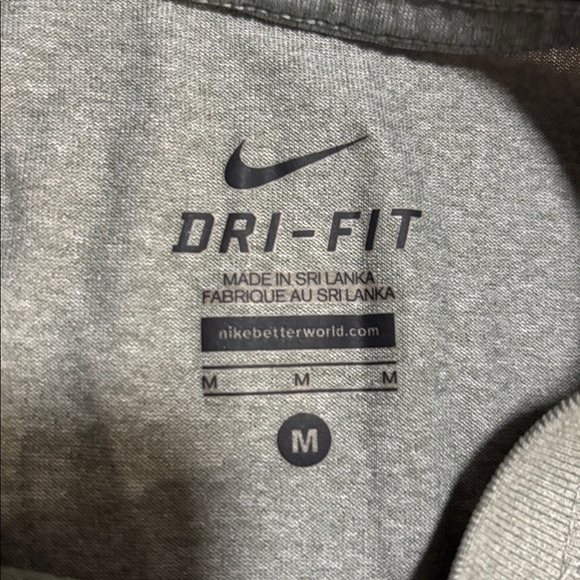 DRI-FIT
MADE IN SRI LANKA
FABRIQUE AU SRI LANKA
nikebetterworld.com
M M M
M